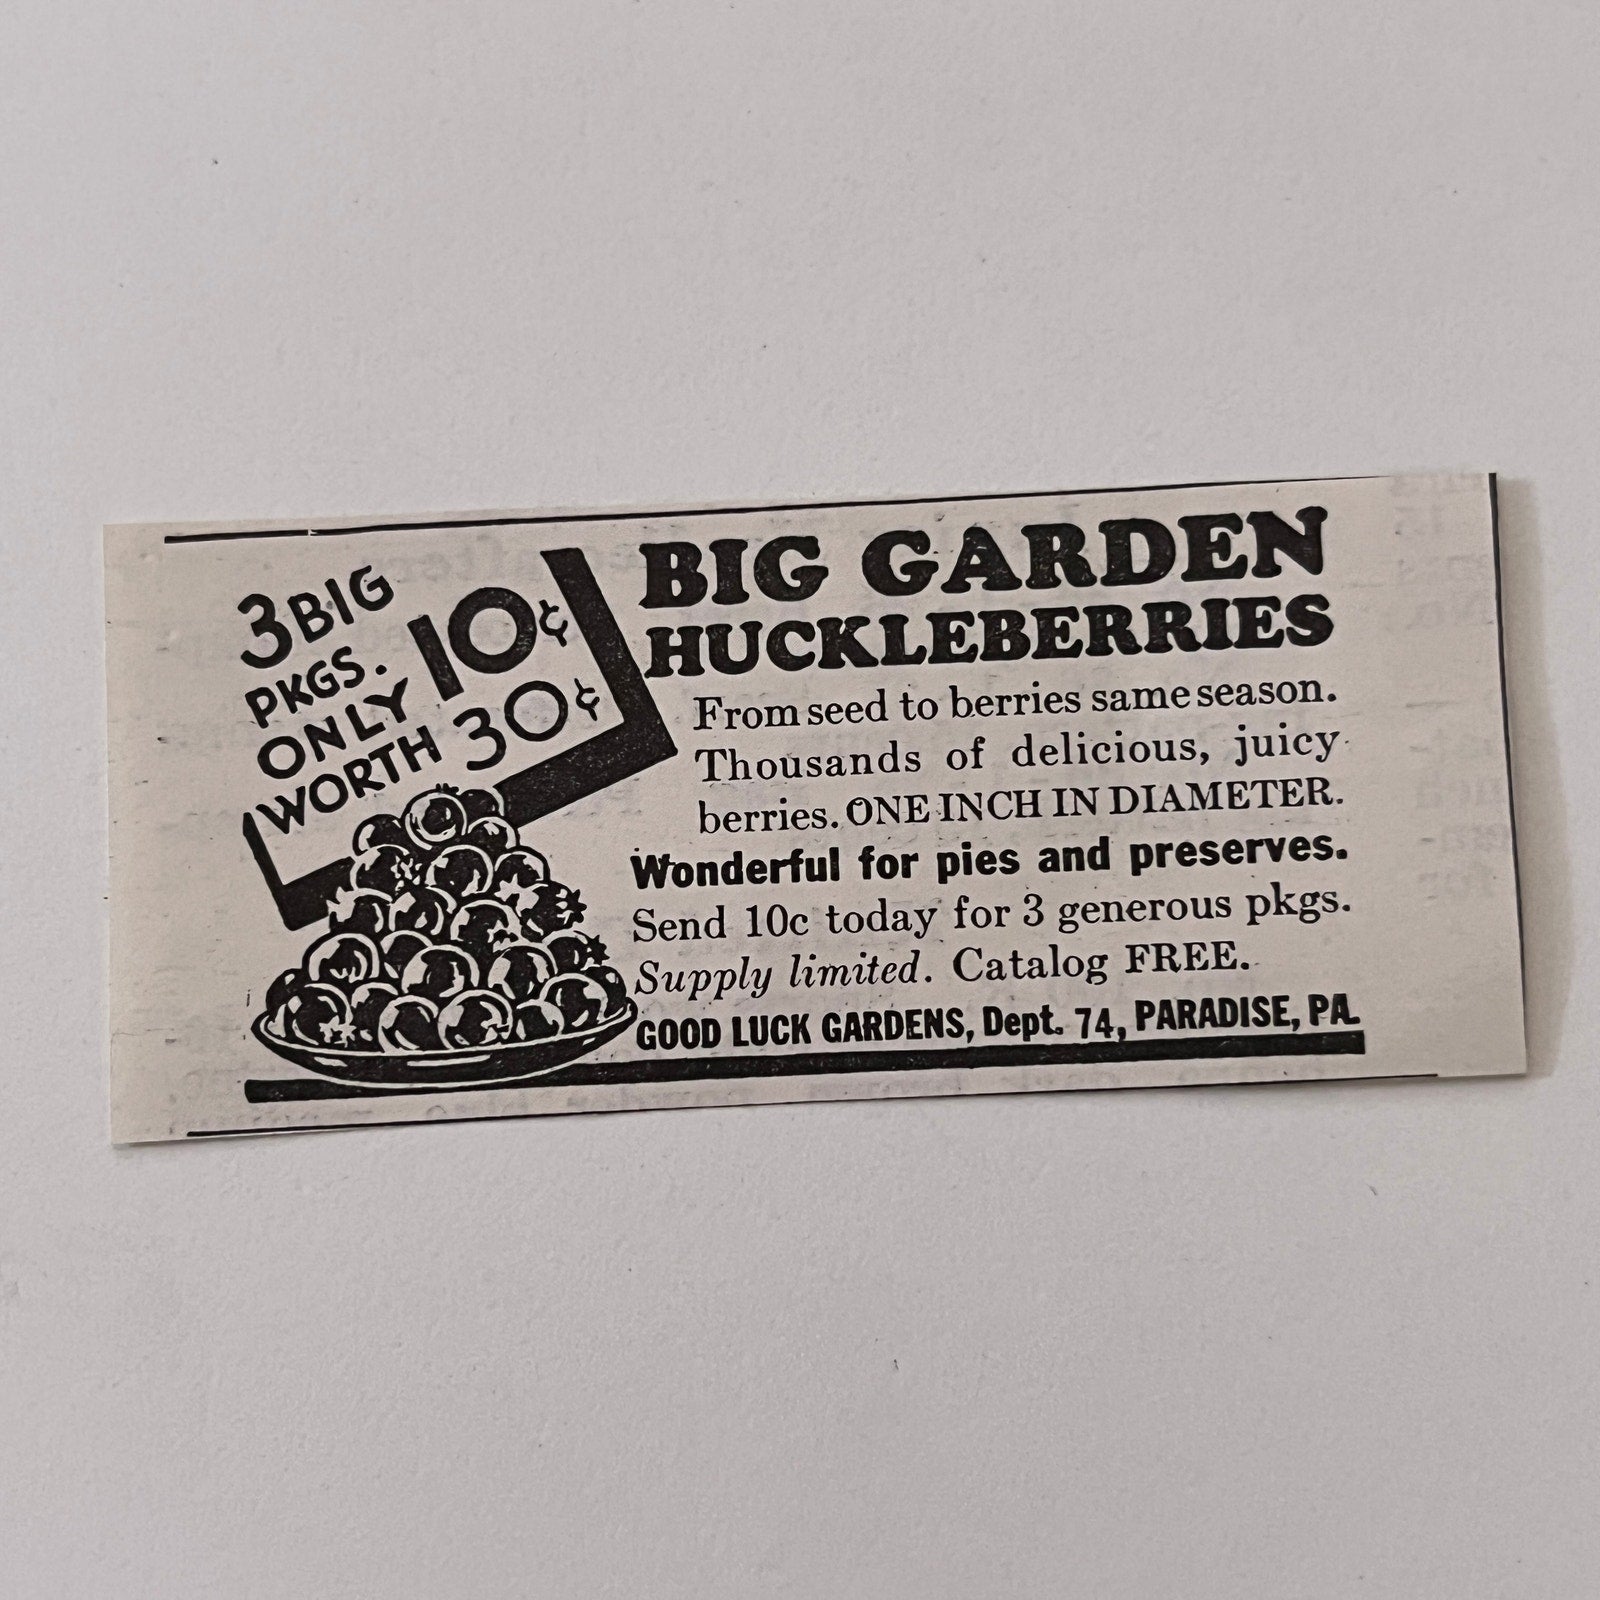 3 BIG
PKGS.
ONLY 10¢
WORTH 30¢
BIG GARDEN
HUCKLEBERRIES
From seed to berries same season.
Thousands of delicious, juicy
berries. ONE INCH IN DIAMETER.
Wonderful for pies and preserves.
Send 10c today for 3 generous pkgs.
Supply limited. Catalog FREE.
GOOD LUCK GARDENS, Dept. 74, PARADISE, PA.